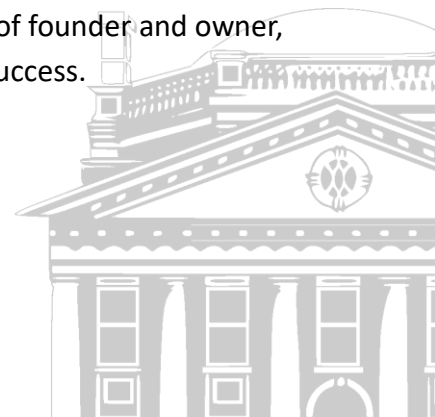 of founder and owner,
uccess.